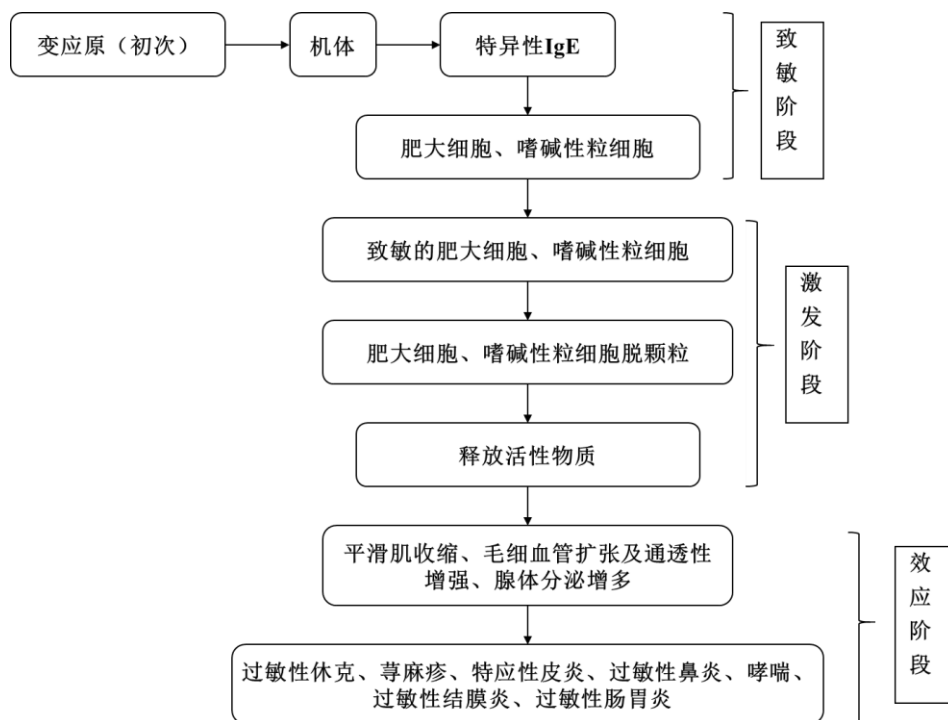 变应原（初次）
机体
特异性IgE
肥大细胞、嗜碱性粒细胞
致敏阶段
致敏的肥大细胞、嗜碱性粒细胞
肥大细胞、嗜碱性粒细胞脱颗粒
释放活性物质
激发阶段
平滑肌收缩、毛细血管扩张及通透性
增强、腺体分泌增多
过敏性休克、荨麻疹、特应性皮炎、过敏性鼻炎、哮喘、
过敏性结膜炎、过敏性肠胃炎
效应阶段